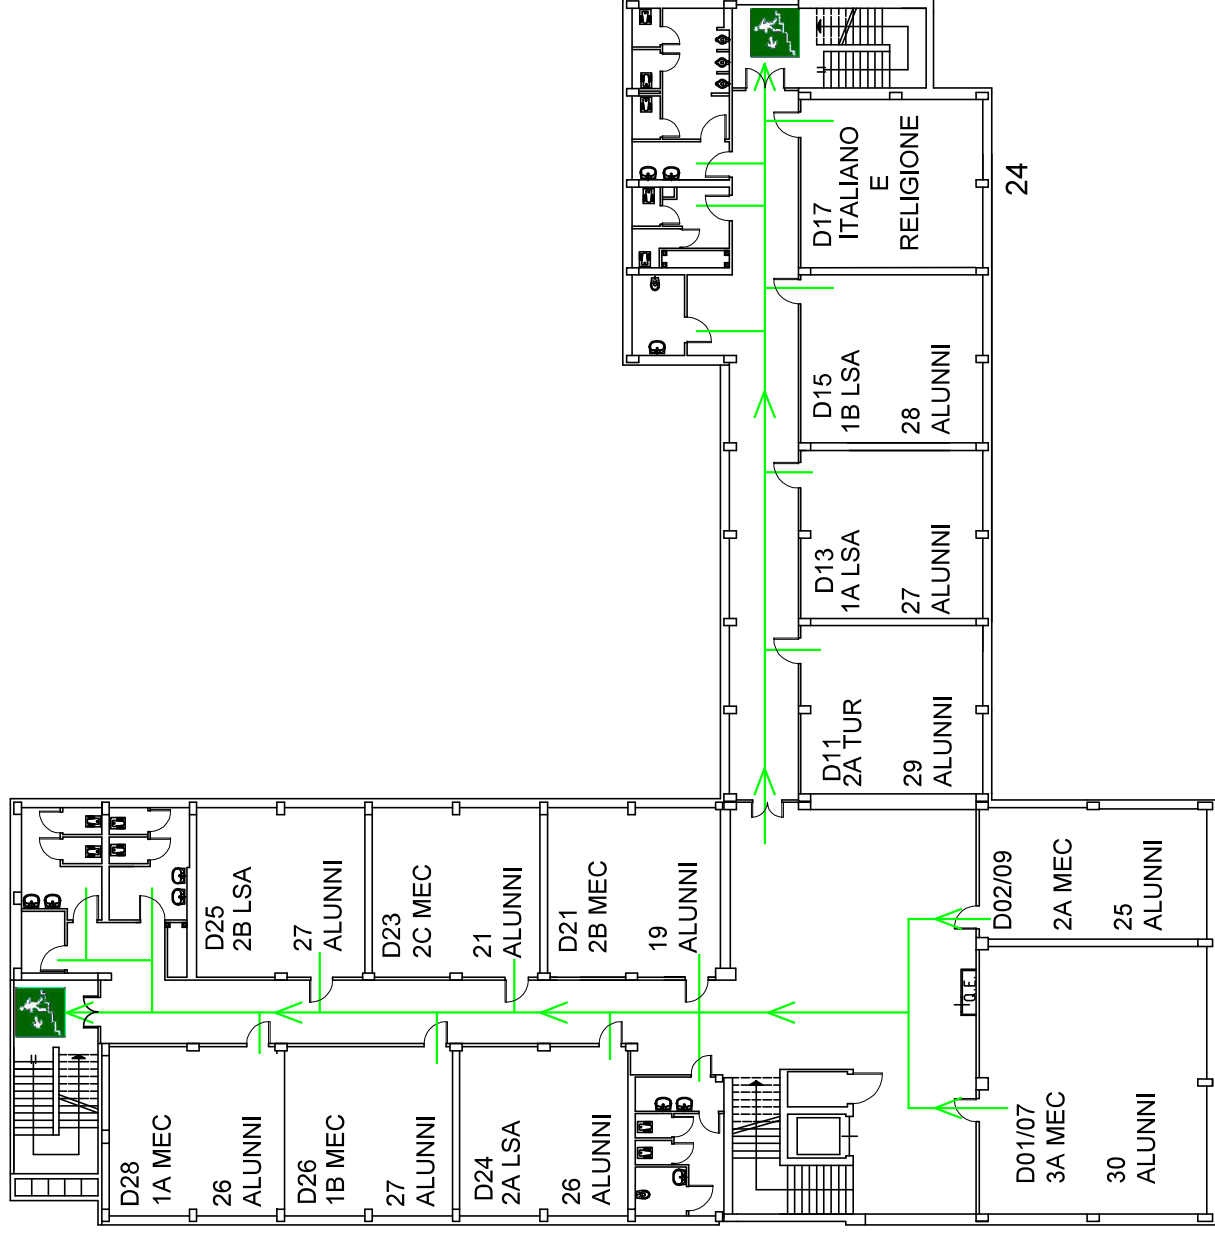 D17
ITALIANO
E
RELIGIONE
24
D15
1B LSA
28
ALUNNI
D13
1A LSA
27
ALUNNI
D11
2A TUR
29
ALUNNI
D25
2B LSA
27
ALUNNI
D23
2C MEC
21
ALUNNI
D21
2B MEC
19
ALUNNI
D02/09
2A MEC
25
ALUNNI
Q.E.
D28
1A MEC
26
ALUNNI
D26
1B MEC
27
ALUNNI
D24
2A LSA
26
ALUNNI
D01/07
3A MEC
30
ALUNNI